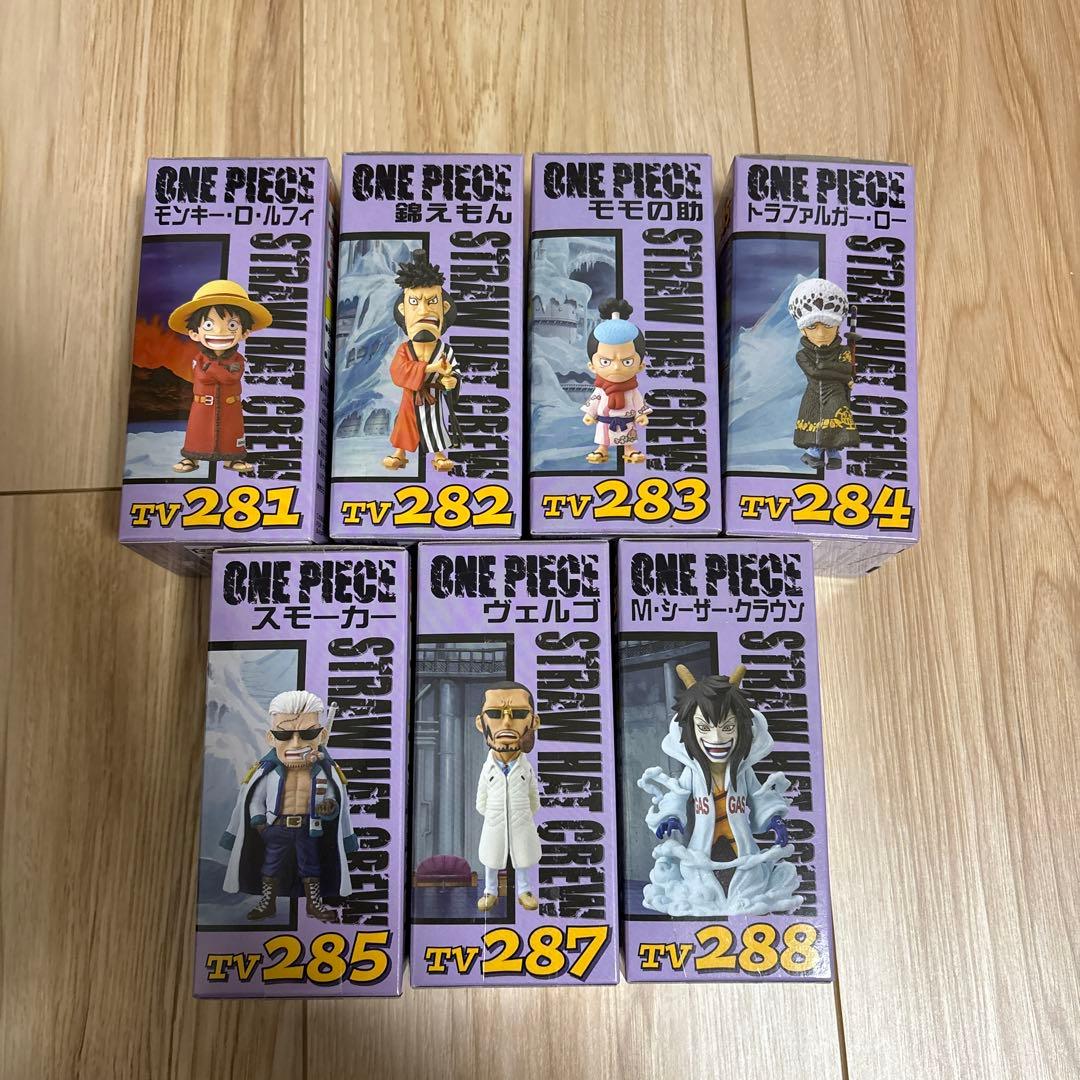 ONE PIECE
モンキー・D・ルフィ
STRAW HAT CREW
TV281
ONE PIECE
錦えもん
STRAW HAT CREW
TV282
ONE PIECE
モモの助
STRAW HAT CREW
TV283
ONE PIECE
トラファルガー・ロー
STRAW HAT CREW
TV284
ONE PIECE
スモーカー
STRAW HAT CREW
TV285
ONE PIECE
ヴェルゴ
STRAW HAT CREW
TV287
ONE PIECE
M・シーザー・クラウン
STRAW HAT CREW
GAS GAS
TV288